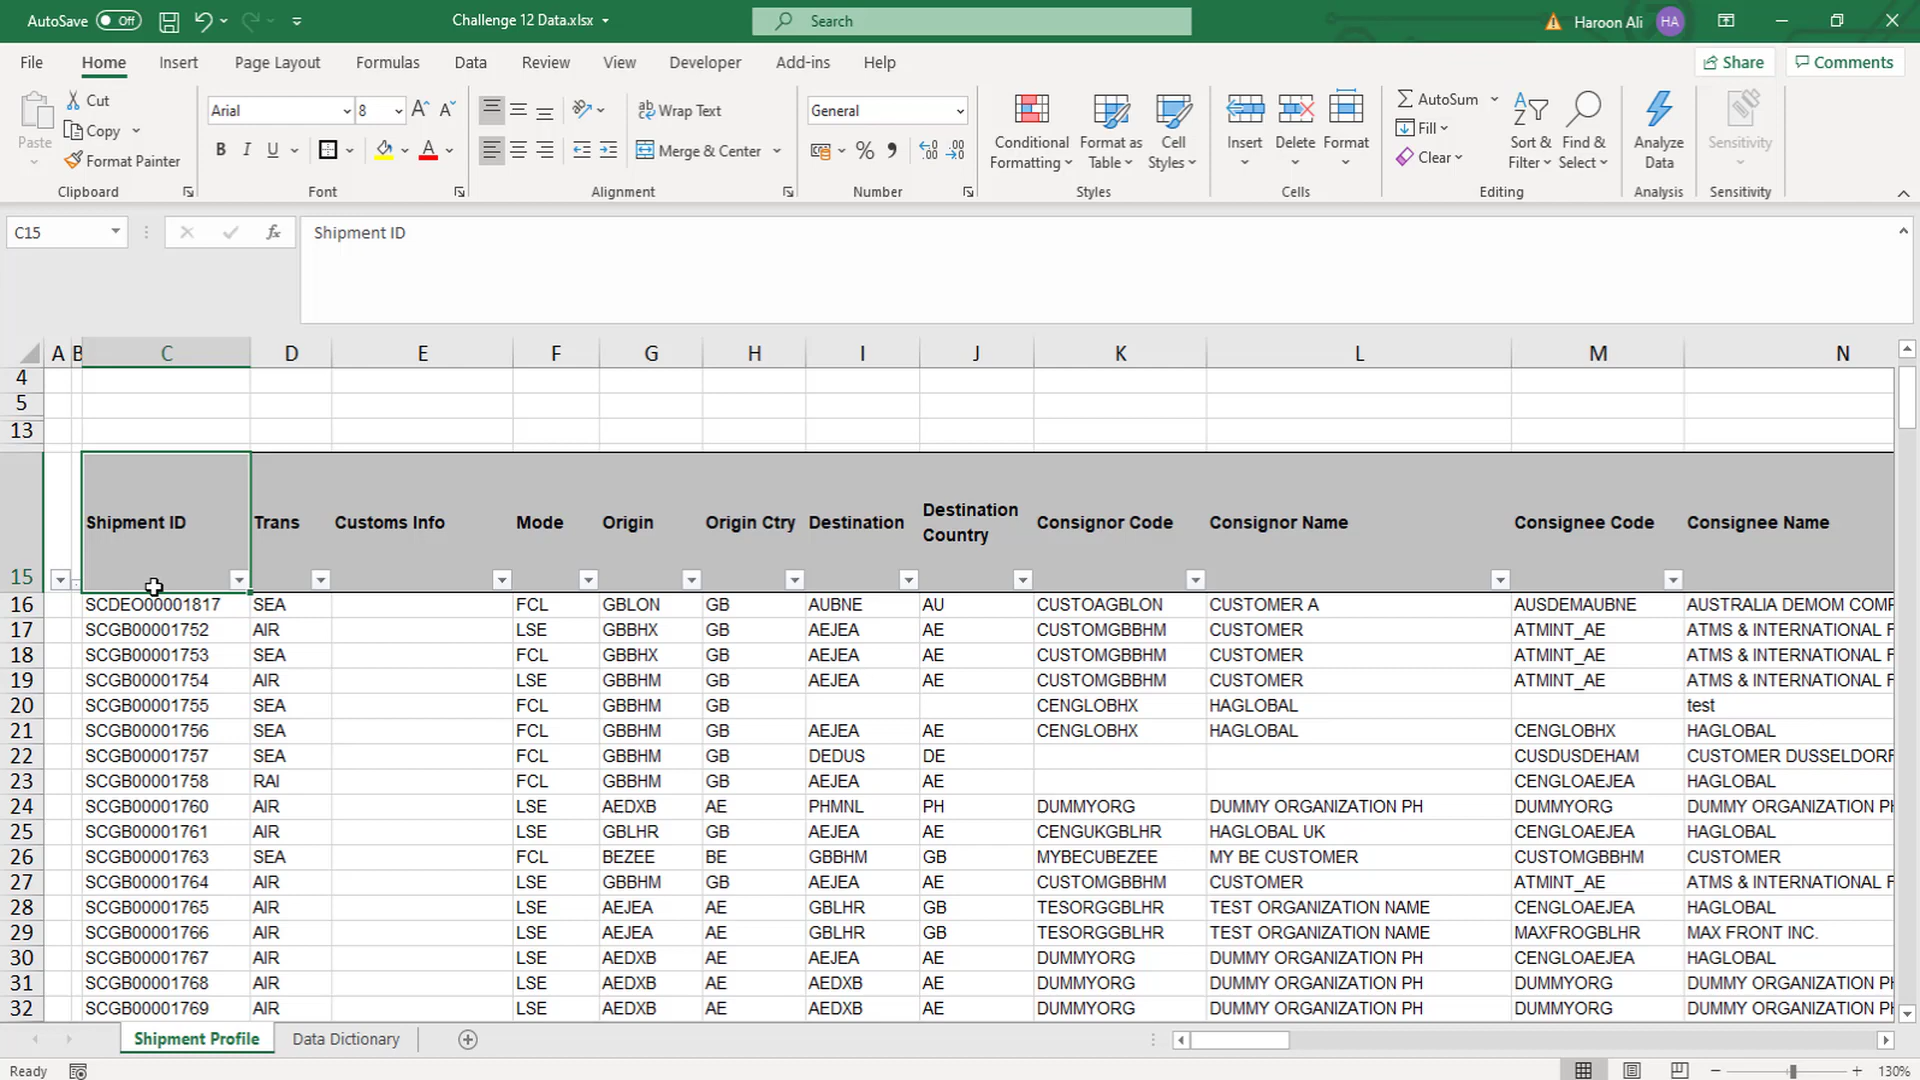 AutoSave Off Challenge 12 Data.xlsx Search Haroon Ali HA
File Home Insert Page Layout Formulas Data Review View Developer Add-ins Help Share Comments
Paste Cut Copy Format Painter Clipboard
Arial 8 B I U A Font
Wrap Text Merge & Center Alignment
General % Number
Conditional Formatting Format as Table Cell Styles Styles
Insert Delete Format Cells
AutoSum Fill Clear Sort & Filter Find & Select Editing
Analyze Data Analysis
Sensitivity Sensitivity
C15 fx Shipment ID
A B C D E F G H I J K L M N
4
5
13
15 Shipment ID Trans Customs Info Mode Origin Origin Ctry Destination Destination Country Consignor Code Consignor Name Consignee Code Consignee Name
16 SCDEO00001817 SEA FCL GBLON GB AUBNE AU CUSTOAGBLON CUSTOMER A AUSDEMAUBNE AUSTRALIA DEMOM COMP
17 SCGB00001752 AIR LSE GBBHX GB AEJEA AE CUSTOMGBBHM CUSTOMER ATMINT_AE ATMS & INTERNATIONAL F
18 SCGB00001753 SEA FCL GBBHX GB AEJEA AE CUSTOMGBBHM CUSTOMER ATMINT_AE ATMS & INTERNATIONAL F
19 SCGB00001754 AIR LSE GBBHM GB AEJEA AE CUSTOMGBBHM CUSTOMER ATMINT_AE ATMS & INTERNATIONAL F
20 SCGB00001755 SEA FCL GBBHM GB CENGLOBHX HAGLOBAL test
21 SCGB00001756 SEA FCL GBBHM GB AEJEA AE CENGLOBHX HAGLOBAL CENGLOBHX HAGLOBAL
22 SCGB00001757 SEA FCL GBBHM GB DEDUS DE CUSDUSDEHAM CUSTOMER DUSSELDORF
23 SCGB00001758 RAI FCL GBBHM GB AEJEA AE CENGLOAEJEA HAGLOBAL
24 SCGB00001760 AIR LSE AEDXB AE PHMNL PH DUMMYORG DUMMY ORGANIZATION PH DUMMYORG DUMMY ORGANIZATION PH
25 SCGB00001761 AIR LSE GBLHR GB AEJEA AE CENGUKGBLHR HAGLOBAL UK CENGLOAEJEA HAGLOBAL
26 SCGB00001763 SEA FCL BEZEE BE GBBHM GB MYBECUBEZEE MY BE CUSTOMER CUSTOMGBBHM CUSTOMER
27 SCGB00001764 AIR LSE GBBHM GB AEJEA AE CUSTOMGBBHM CUSTOMER ATMINT_AE ATMS & INTERNATIONAL F
28 SCGB00001765 AIR LSE AEJEA AE GBLHR GB TESORGGBLHR TEST ORGANIZATION NAME CENGLOAEJEA HAGLOBAL
29 SCGB00001766 AIR LSE AEJEA AE GBLHR GB TESORGGBLHR TEST ORGANIZATION NAME MAXFROGBLHR MAX FRONT INC.
30 SCGB00001767 AIR LSE AEDXB AE AEJEA AE DUMMYORG DUMMY ORGANIZATION PH CENGLOAEJEA HAGLOBAL
31 SCGB00001768 AIR LSE AEDXB AE AEDXB AE DUMMYORG DUMMY ORGANIZATION PH DUMMYORG DUMMY ORGANIZATION PH
32 SCGB00001769 AIR LSE AEDXB AE AEDXB AE DUMMYORG DUMMY ORGANIZATION PH DUMMYORG DUMMY ORGANIZATION PH
Shipment Profile Data Dictionary
Ready 130%